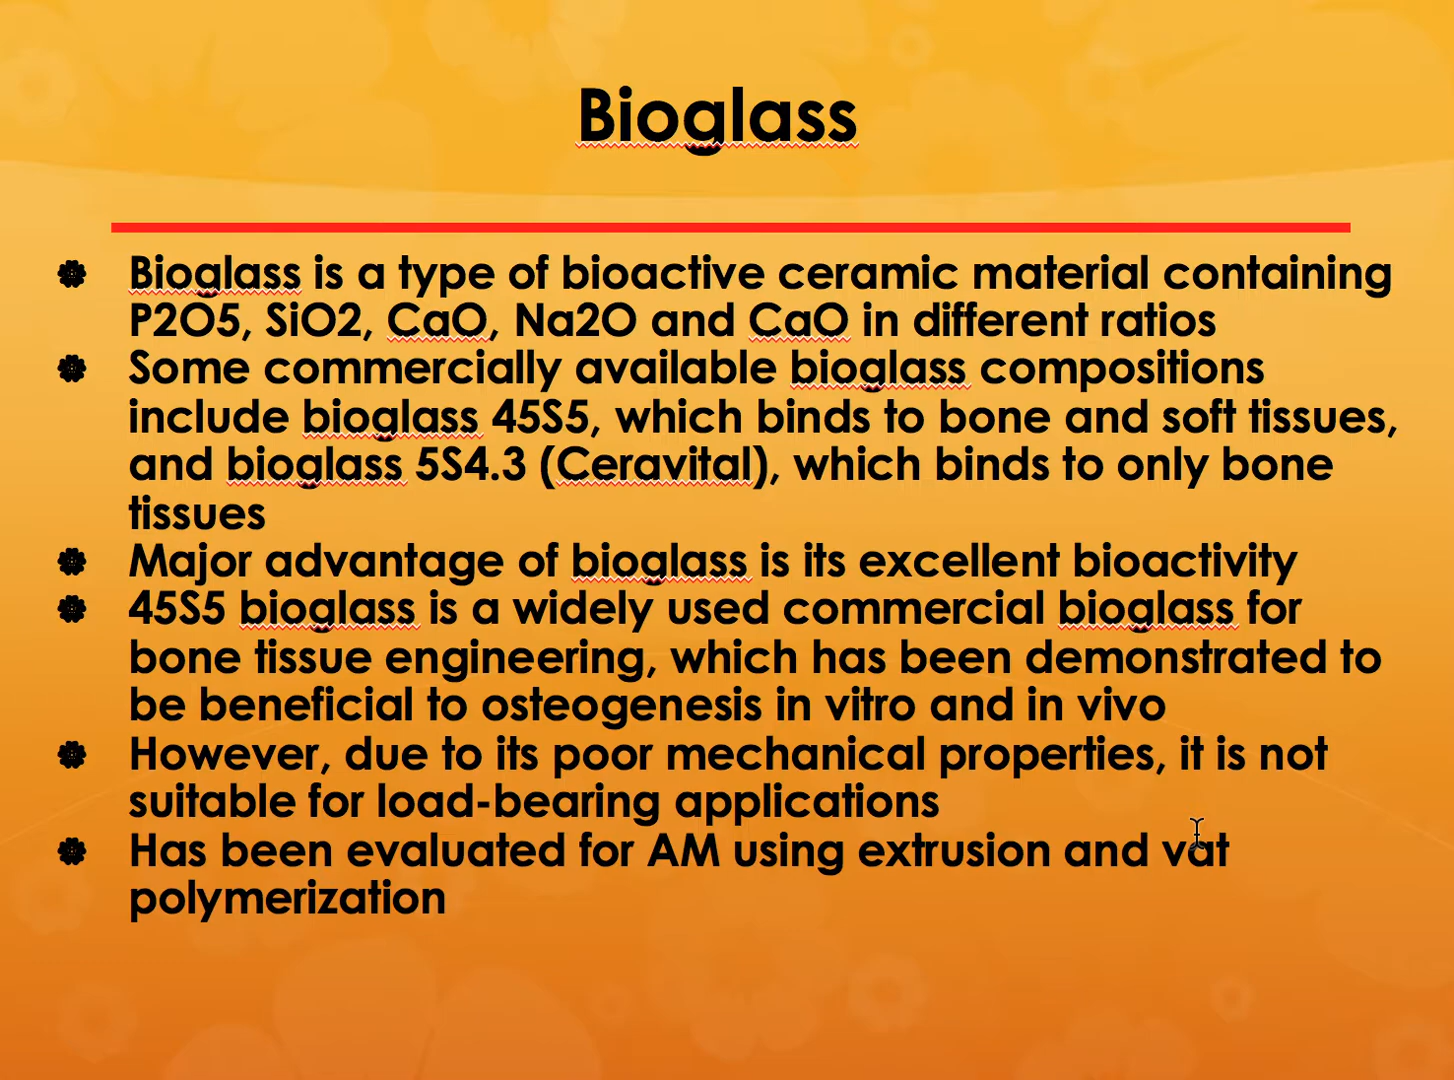 Bioglass
Bioglass is a type of bioactive ceramic material containing
P2O5, SiO2, CaO, Na2O and CaO in different ratios
Some commercially available bioglass compositions
include bioglass 45S5, which binds to bone and soft tissues,
and bioglass 5S4.3 (Ceravital), which binds to only bone
tissues
Major advantage of bioglass is its excellent bioactivity
45S5 bioglass is a widely used commercial bioglass for
bone tissue engineering, which has been demonstrated to
be beneficial to osteogenesis in vitro and in vivo
However, due to its poor mechanical properties, it is not
suitable for load-bearing applications
Has been evaluated for AM using extrusion and vat
polymerization